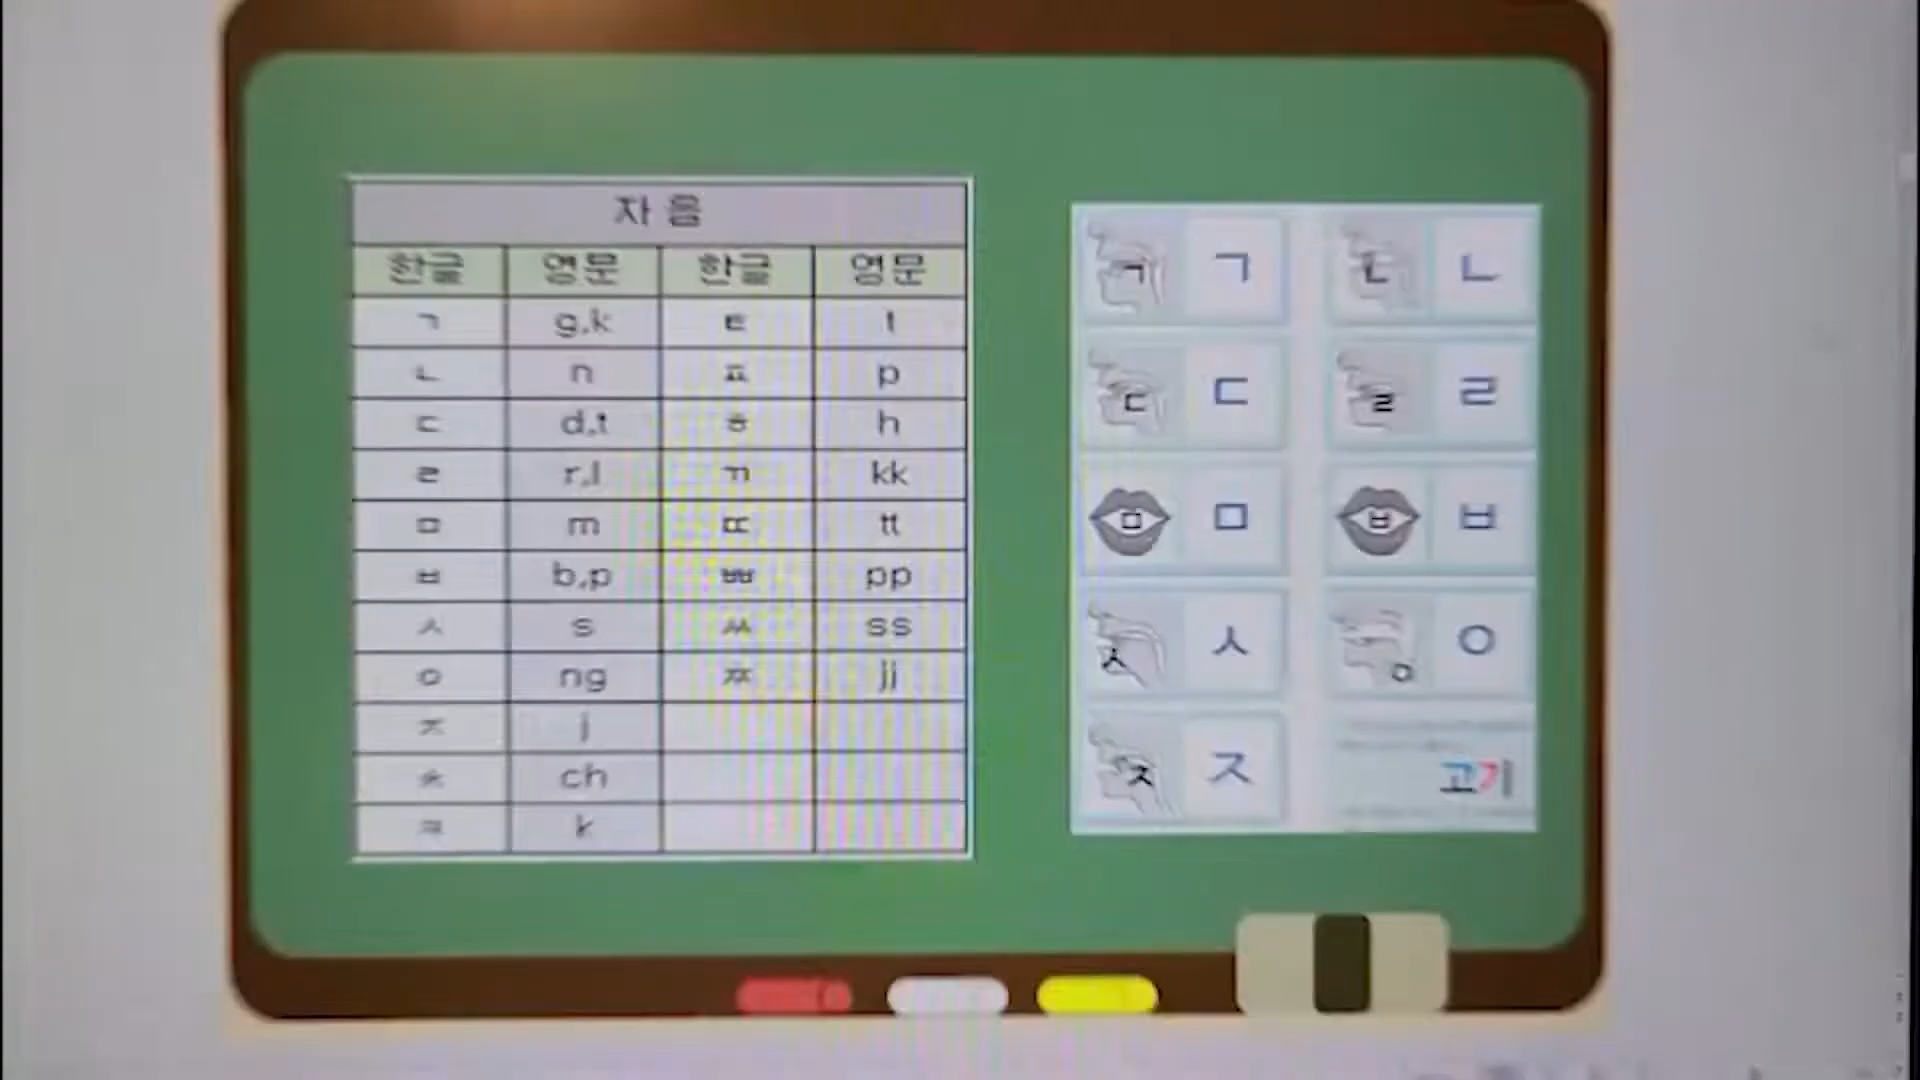 자음
한글 영문 한글 영문
ㄱ g,k ㅌ t
ㄴ n ㅍ p
ㄷ d,t ㅎ h
ㄹ r,l ㄲ kk
ㅁ m ㄸ tt
ㅂ b,p ㅃ pp
ㅅ s ㅆ ss
ㅇ ng ㅉ jj
ㅈ j
ㅊ ch
ㅋ k
ㄱ ㄱ ㄴ ㄴ
ㄷ ㄷ ㄹ ㄹ
ㅁ ㅁ ㅂ ㅂ
ㅅ ㅅ ㅇ ㅇ
ㅈ ㅈ 고기